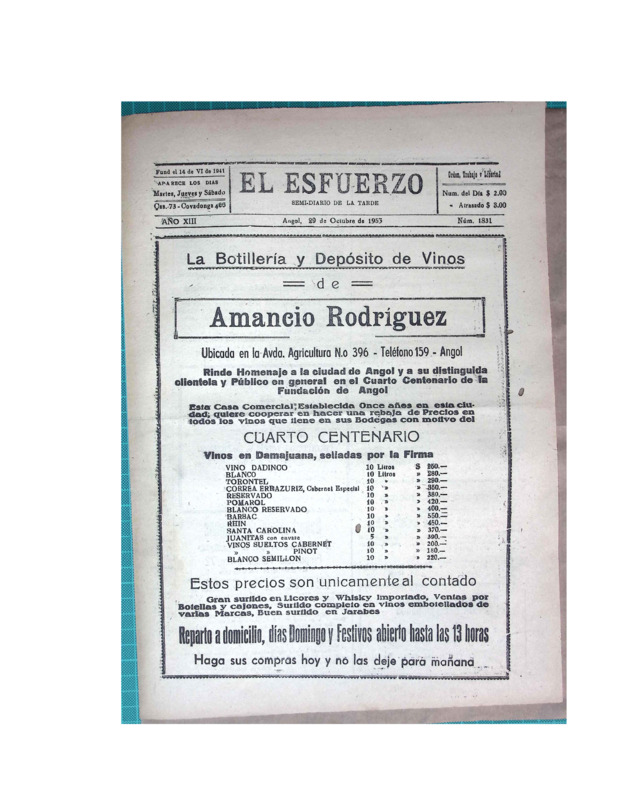 Fund el 14 de VI de 1941
APARECE LOS DIAS
Martes, Jueves y Sábado
Cas. 73 - Covadonga 409
EL ESFUERZO
SEMI-DIARIO DE LA TARDE
Orden, Trabajo y Libertad
Num. del Día $ 2.00
» Atrasado $ 3.00
AÑO XIII
Angol, 29 de Octubre de 1953
Núm. 1831
La Botillería y Depósito de Vinos
de
Amancio Rodríguez
Ubicada en la Avda. Agricultura N.o 396 - Teléfono 159 - Angol
Rinde Homenaje a la ciudad de Angol y a su distinguida
clientela y Público en general en el Cuarto Centenario de la
Fundación de Angol
Esta Casa Comercial, Establecida Once años en esta ciu-
dad, quiere cooperar en hacer una rebaja de Precios en
todos los vinos que tiene en sus Bodegas con motivo del
CUARTO CENTENARIO
Vinos en Damajuana, selladas por la Firma
VINO DADINCO 10 Litros $
BLANCO 10 Litros » 280.—
TORONTEL 10 » » 290.—
CORREA ERRAZURIZ, Cabernet Especial 10 » » 350.—
RESERVADO 10 » »
POMAROL 10 » » 420.—
BLANCO RESERVADO 10 » » 400.—
BARSAC 10 » » 550.—
RHIN 10 » » 450.—
SANTA CAROLINA 10 » » 370.—
JUANITAS con envase 5 » »
VINOS SUELTOS CABERNET 10 » » 200.—
» » PINOT 10 » » 180.—
BLANCO SEMILLON 10 » » 220.—
Estos precios son unicamente al contado
Gran surtido en Licores y Whisky importado, Ventas por
Botellas y cajones, Surtido completo en vinos embotellados de
varias Marcas, Buen surtido en Jarabes
Reparto a domicilio, días Domingo y Festivos abierto hasta las 13 horas
Haga sus compras hoy y no las deje para mañana